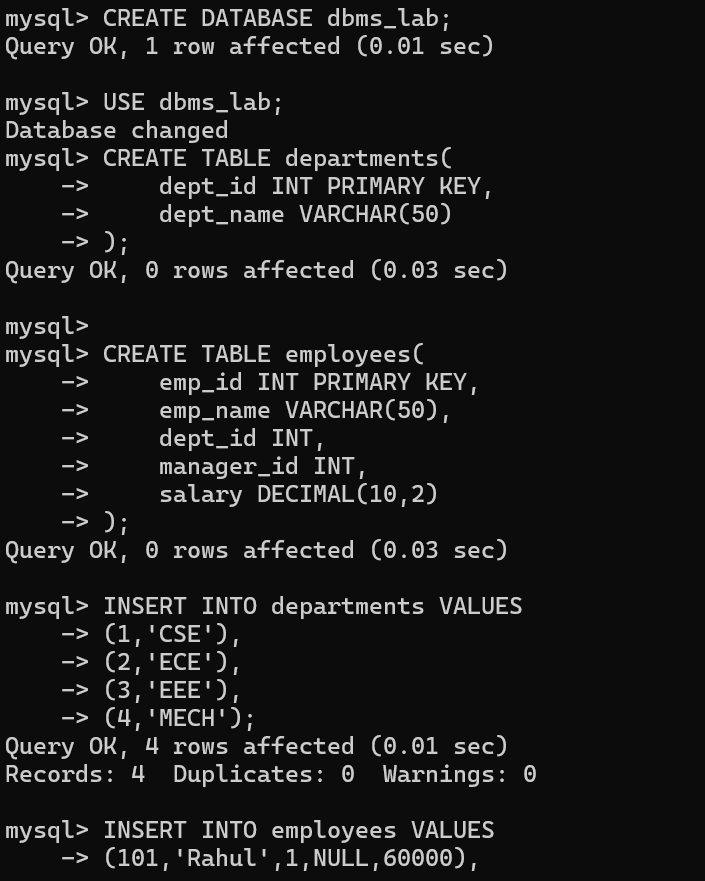 mysql> CREATE DATABASE dbms_lab;
Query OK, 1 row affected (0.01 sec)

mysql> USE dbms_lab;
Database changed
mysql> CREATE TABLE departments(
    ->     dept_id INT PRIMARY KEY,
    ->     dept_name VARCHAR(50)
    -> );
Query OK, 0 rows affected (0.03 sec)

mysql>
mysql> CREATE TABLE employees(
    ->     emp_id INT PRIMARY KEY,
    ->     emp_name VARCHAR(50),
    ->     dept_id INT,
    ->     manager_id INT,
    ->     salary DECIMAL(10,2)
    -> );
Query OK, 0 rows affected (0.03 sec)

mysql> INSERT INTO departments VALUES
    -> (1,'CSE'),
    -> (2,'ECE'),
    -> (3,'EEE'),
    -> (4,'MECH');
Query OK, 4 rows affected (0.01 sec)
Records: 4  Duplicates: 0  Warnings: 0

mysql> INSERT INTO employees VALUES
    -> (101,'Rahul',1,NULL,60000),